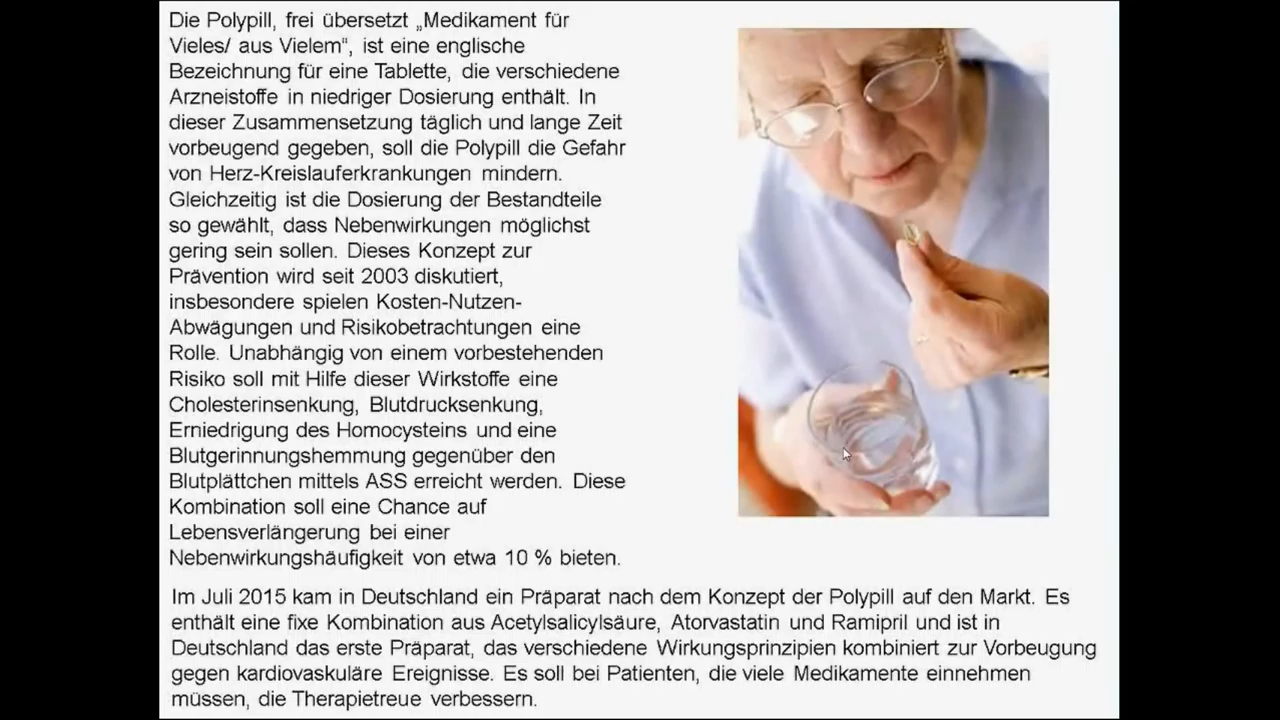 Die Polypill, frei übersetzt „Medikament für
Vieles/ aus Vielem“, ist eine englische
Bezeichnung für eine Tablette, die verschiedene
Arzneistoffe in niedriger Dosierung enthält. In
dieser Zusammensetzung täglich und lange Zeit
vorbeugend gegeben, soll die Polypill die Gefahr
von Herz-Kreislauferkrankungen mindern.
Gleichzeitig ist die Dosierung der Bestandteile
so gewählt, dass Nebenwirkungen möglichst
gering sein sollen. Dieses Konzept zur
Prävention wird seit 2003 diskutiert,
insbesondere spielen Kosten-Nutzen-
Abwägungen und Risikobetrachtungen eine
Rolle. Unabhängig von einem vorbestehenden
Risiko soll mit Hilfe dieser Wirkstoffe eine
Cholesterinsenkung, Blutdrucksenkung,
Erniedrigung des Homocysteins und eine
Blutgerinnungshemmung gegenüber den
Blutplättchen mittels ASS erreicht werden. Diese
Kombination soll eine Chance auf
Lebensverlängerung bei einer
Nebenwirkungshäufigkeit von etwa 10 % bieten.
Im Juli 2015 kam in Deutschland ein Präparat nach dem Konzept der Polypill auf den Markt. Es
enthält eine fixe Kombination aus Acetylsalicylsäure, Atorvastatin und Ramipril und ist in
Deutschland das erste Präparat, das verschiedene Wirkungsprinzipien kombiniert zur Vorbeugung
gegen kardiovaskuläre Ereignisse. Es soll bei Patienten, die viele Medikamente einnehmen
müssen, die Therapietreue verbessern.